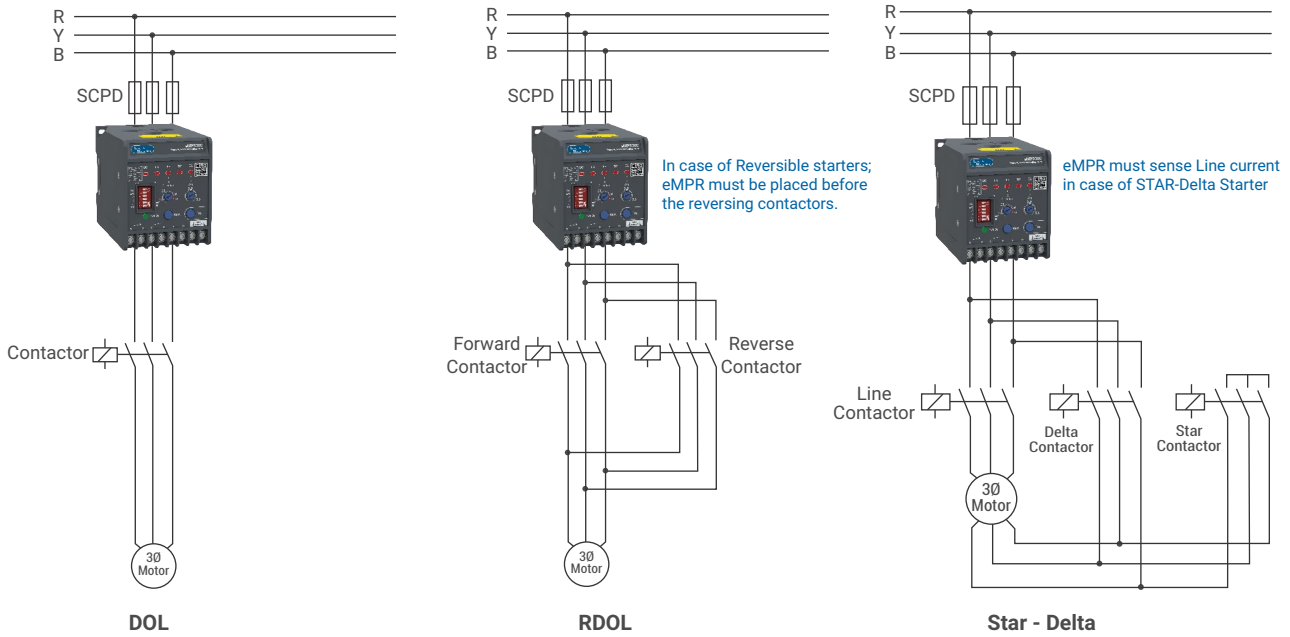 R
Y
B
SCPD
Contactor
3Ø
Motor
DOL
R
Y
B
SCPD
In case of Reversible starters;
eMPR must be placed before
the reversing contactors.
Forward
Contactor
Reverse
Contactor
3Ø
Motor
RDOL
R
Y
B
SCPD
eMPR must sense Line current
in case of STAR-Delta Starter
Line
Contactor
Delta
Contactor
Star
Contactor
3Ø
Motor
Star - Delta